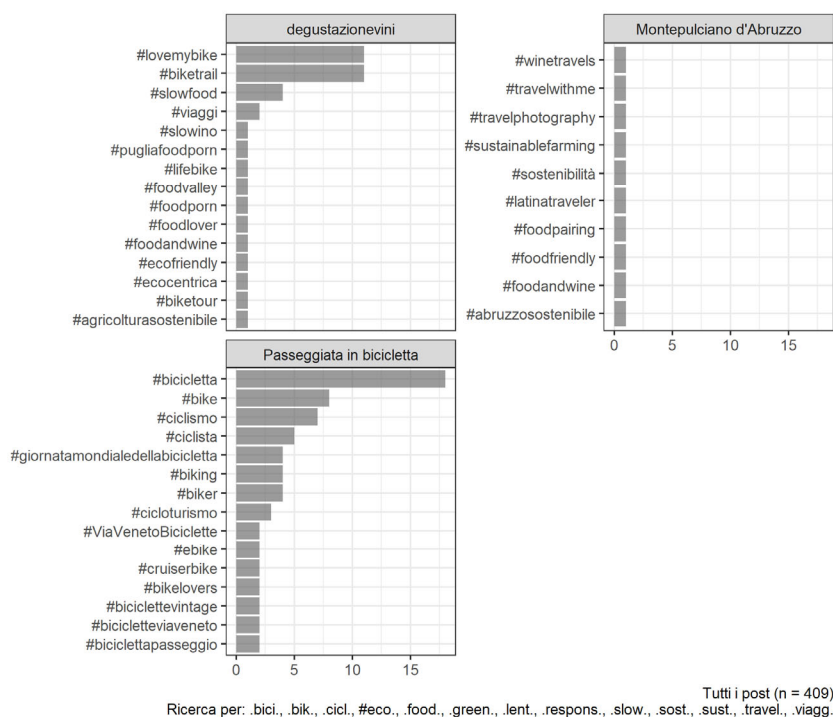 degustazionevini
#lovemybike
#biketrail
#slowfood
#viaggi
#slowino
#pugliafoodporn
#lifebike
#foodvalley
#foodporn
#foodlover
#foodandwine
#ecofriendly
#ecocentrica
#biketour
#agricolturasostenibile
Montepulciano d'Abruzzo
#winetravels
#travelwithme
#travelphotography
#sustainablefarming
#sostenibilità
#latinatraveler
#foodpairing
#foodfriendly
#foodandwine
#abruzzosostenibile
0 5 10 15
Passeggiata in bicicletta
#bicicletta
#bike
#ciclismo
#ciclista
#giornatamondialedellabicicletta
#biking
#biker
#cicloturismo
#ViaVenetoBiciclette
#ebike
#cruiserbike
#bikelovers
#biciclettevintage
#bicicletteviaveneto
#biciclettapasseggio
0 5 10 15
Tutti i post (n = 409)
Ricerca per: .bici., .bik., .cicl., #eco., .food., .green., .lent., .respons., .slow., .sost., .sust., .travel., .viagg.